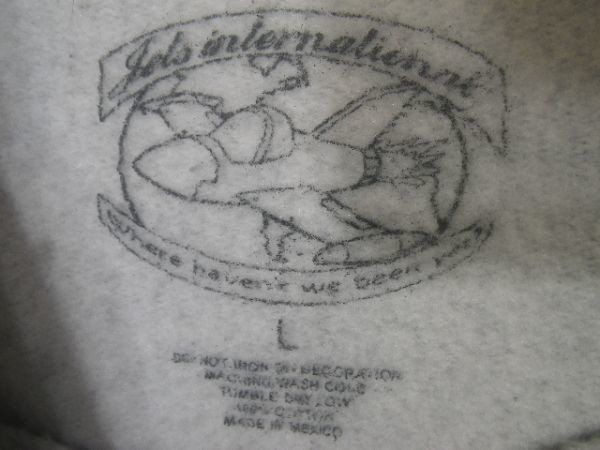 Jets international
Where haven't we been yet?
L
DO NOT IRON ON DECORATION
MACHINE WASH COLD
TUMBLE DRY LOW
100% COTTON
MADE IN MEXICO